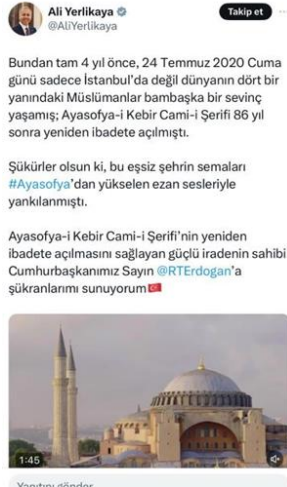 Ali Yerlikaya
Takip et
@AliYerlikaya
Bundan tam 4 yıl önce, 24 Temmuz 2020 Cuma
günü sadece İstanbul'da değil dünyanın dört bir
yanındaki Müslümanlar bambaşka bir sevinç
yaşamış; Ayasofya-i Kebir Cami-i Şerifi 86 yıl
sonra yeniden ibadete açılmıştı.
Şükürler olsun ki, bu eşsiz şehrin semaları
#Ayasofya'dan yükselen ezan sesleriyle
yankılanmıştı.
Ayasofya-i Kebir Cami-i Şerifi'nin yeniden
ibadete açılmasını sağlayan güçlü iradenin sahibi
Cumhurbaşkanımız Sayın @RTErdogan'a
şükranlarımı sunuyorum
1:45
Yanıtını gönder